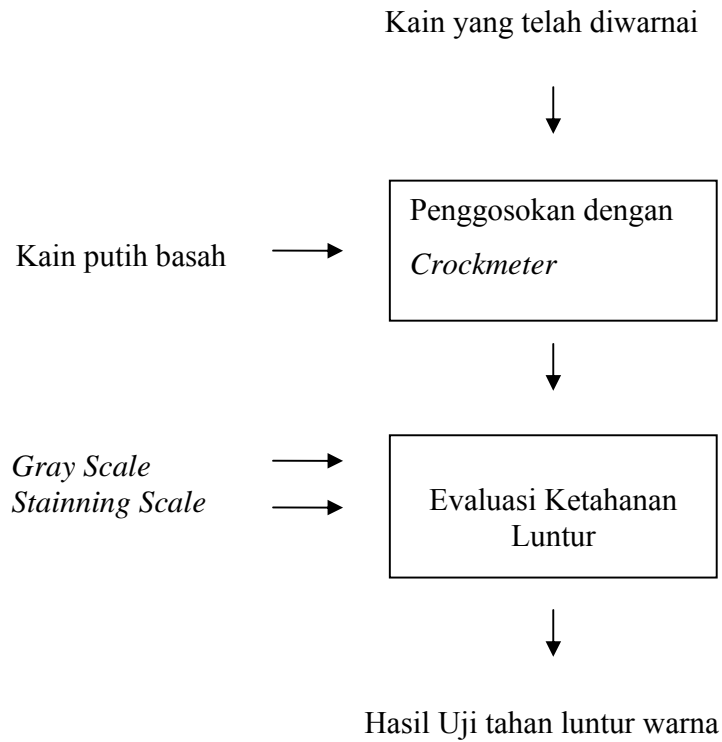 Kain yang telah diwarnai
Penggosokan dengan
Crockmeter
Kain putih basah
Gray Scale
Stainning Scale
Evaluasi Ketahanan
Luntur
Hasil Uji tahan luntur warna